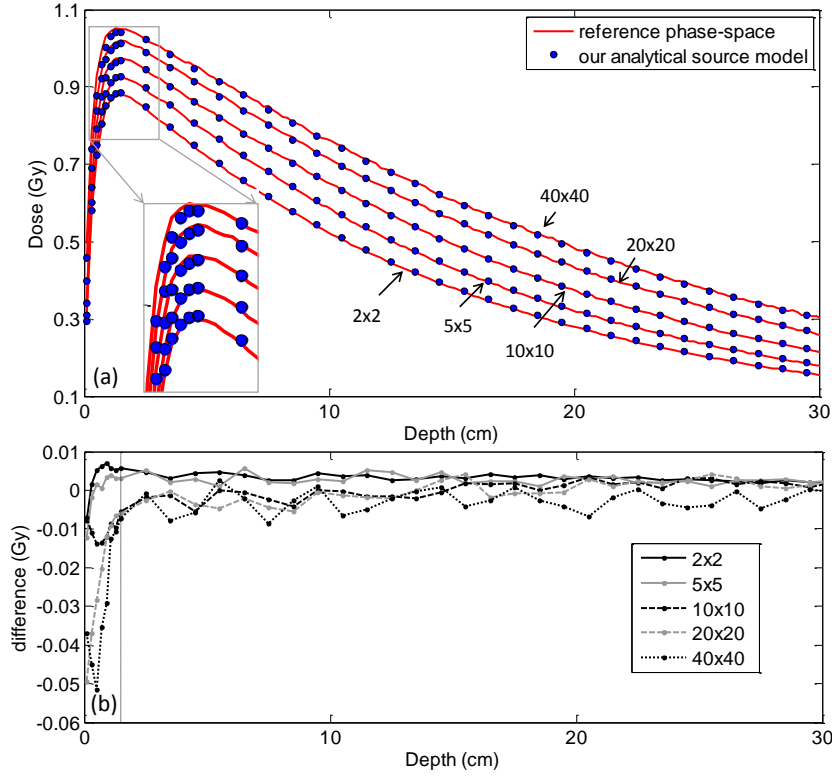 1.1
0.9
0.7
0.5
0.3
0.1
Dose (Gy)
reference phase-space
our analytical source model
40x40
20x20
10x10
5x5
2x2
(a)
0
10
20
30
Depth (cm)
0.01
0
-0.01
-0.02
-0.03
-0.04
-0.05
-0.06
difference (Gy)
2x2
5x5
10x10
20x20
40x40
(b)
0
10
20
30
Depth (cm)